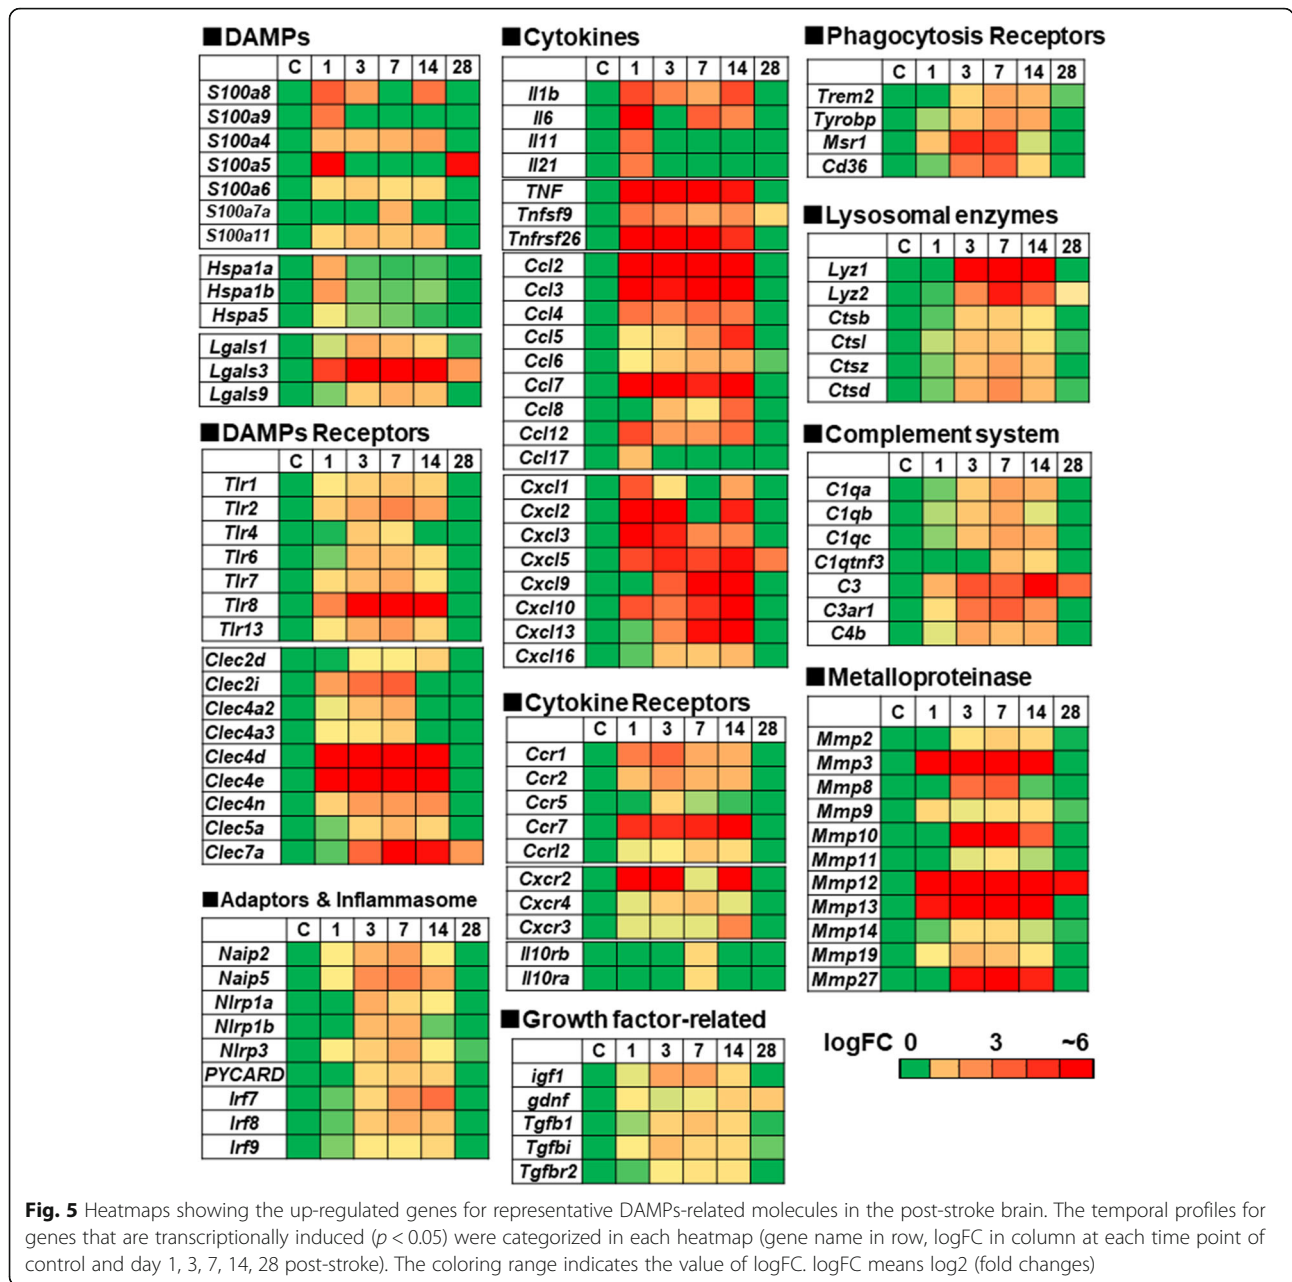 ■DAMPs
C 1 3 7 14 28
S100a8
S100a9
S100a4
S100a5
S100a6
S100a7a
S100a11
Hspa1a
Hspa1b
Hspa5
Lgals1
Lgals3
Lgals9
■DAMPs Receptors
C 1 3 7 14 28
Tlr1
Tlr2
Tlr4
Tlr6
Tlr7
Tlr8
Tlr13
Clec2d
Clec2i
Clec4a2
Clec4a3
Clec4d
Clec4e
Clec4n
Clec5a
Clec7a
■Adaptors & Inflammasome
C 1 3 7 14 28
Naip2
Naip5
Nlrp1a
Nlrp1b
Nlrp3
PYCARD
Irf7
Irf8
Irf9
■Cytokines
C 1 3 7 14 28
Il1b
Il6
Il11
Il21
TNF
Tnfsf9
Tnfrsf26
Ccl2
Ccl3
Ccl4
Ccl5
Ccl6
Ccl7
Ccl8
Ccl12
Ccl17
Cxcl1
Cxcl2
Cxcl3
Cxcl5
Cxcl9
Cxcl10
Cxcl13
Cxcl16
■Cytokine Receptors
C 1 3 7 14 28
Ccr1
Ccr2
Ccr5
Ccr7
Ccrl2
Cxcr2
Cxcr4
Cxcr3
Il10rb
Il10ra
■Growth factor-related
C 1 3 7 14 28
igf1
gdnf
Tgfb1
Tgfbi
Tgfbr2
■Phagocytosis Receptors
C 1 3 7 14 28
Trem2
Tyrobp
Msr1
Cd36
■Lysosomal enzymes
C 1 3 7 14 28
Lyz1
Lyz2
Ctsb
Ctsl
Ctsz
Ctsd
■Complement system
C 1 3 7 14 28
C1qa
C1qb
C1qc
C1qtnf3
C3
C3ar1
C4b
■Metalloproteinase
C 1 3 7 14 28
Mmp2
Mmp3
Mmp8
Mmp9
Mmp10
Mmp11
Mmp12
Mmp13
Mmp14
Mmp19
Mmp27
logFC 0 3 ~6
Fig. 5 Heatmaps showing the up-regulated genes for representative DAMPs-related molecules in the post-stroke brain. The temporal profiles for
genes that are transcriptionally induced (p < 0.05) were categorized in each heatmap (gene name in row, logFC in column at each time point of
control and day 1, 3, 7, 14, 28 post-stroke). The coloring range indicates the value of logFC. logFC means log2 (fold changes)